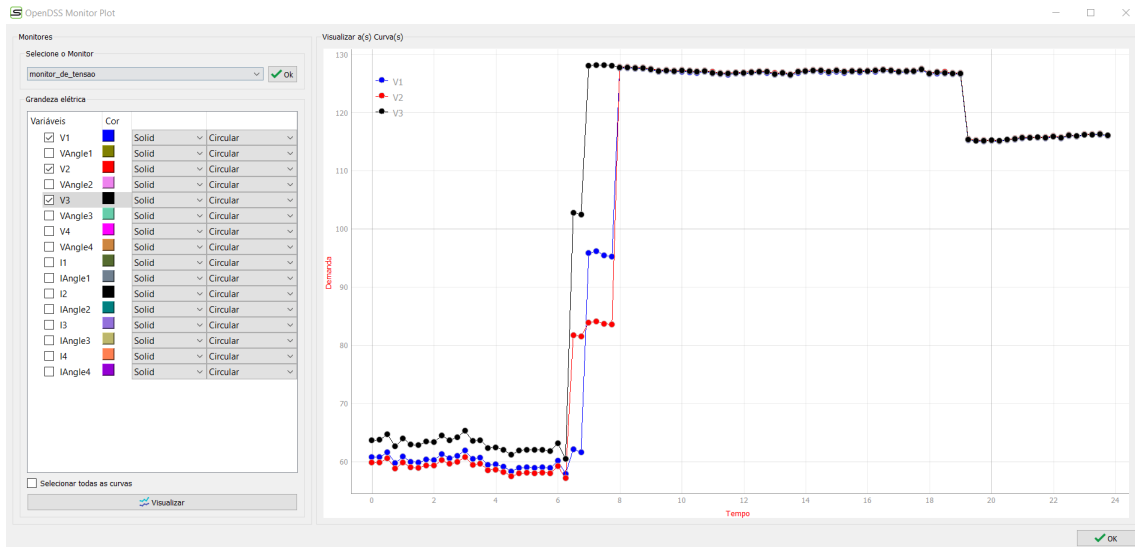 OpenDSS Monitor Plot
Monitores
Selecione o Monitor
monitor_de_tensao
Ok
Grandeza elétrica
Variáveis Cor
V1 Solid Circular
VAngle1 Solid Circular
V2 Solid Circular
VAngle2 Solid Circular
V3 Solid Circular
VAngle3 Solid Circular
V4 Solid Circular
VAngle4 Solid Circular
I1 Solid Circular
IAngle1 Solid Circular
I2 Solid Circular
IAngle2 Solid Circular
I3 Solid Circular
IAngle3 Solid Circular
I4 Solid Circular
IAngle4 Solid Circular
Selecionar todas as curvas
Visualizar
Visualizar a(s) Curva(s)
130
120
110
100
90
80
70
60
Demanda
V1
V2
V3
0 2 4 6 8 10 12 14 16 18 20 22 24
Tempo
OK